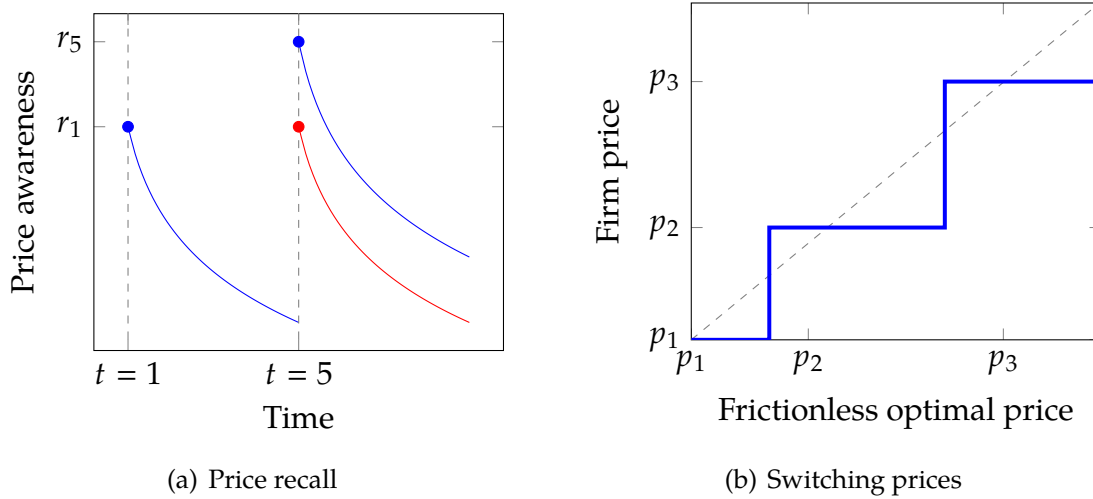 Price awareness
r5
r1
t = 1
t = 5
Time
(a) Price recall
Firm price
p3
p2
p1
p1
p2
p3
Frictionless optimal price
(b) Switching prices